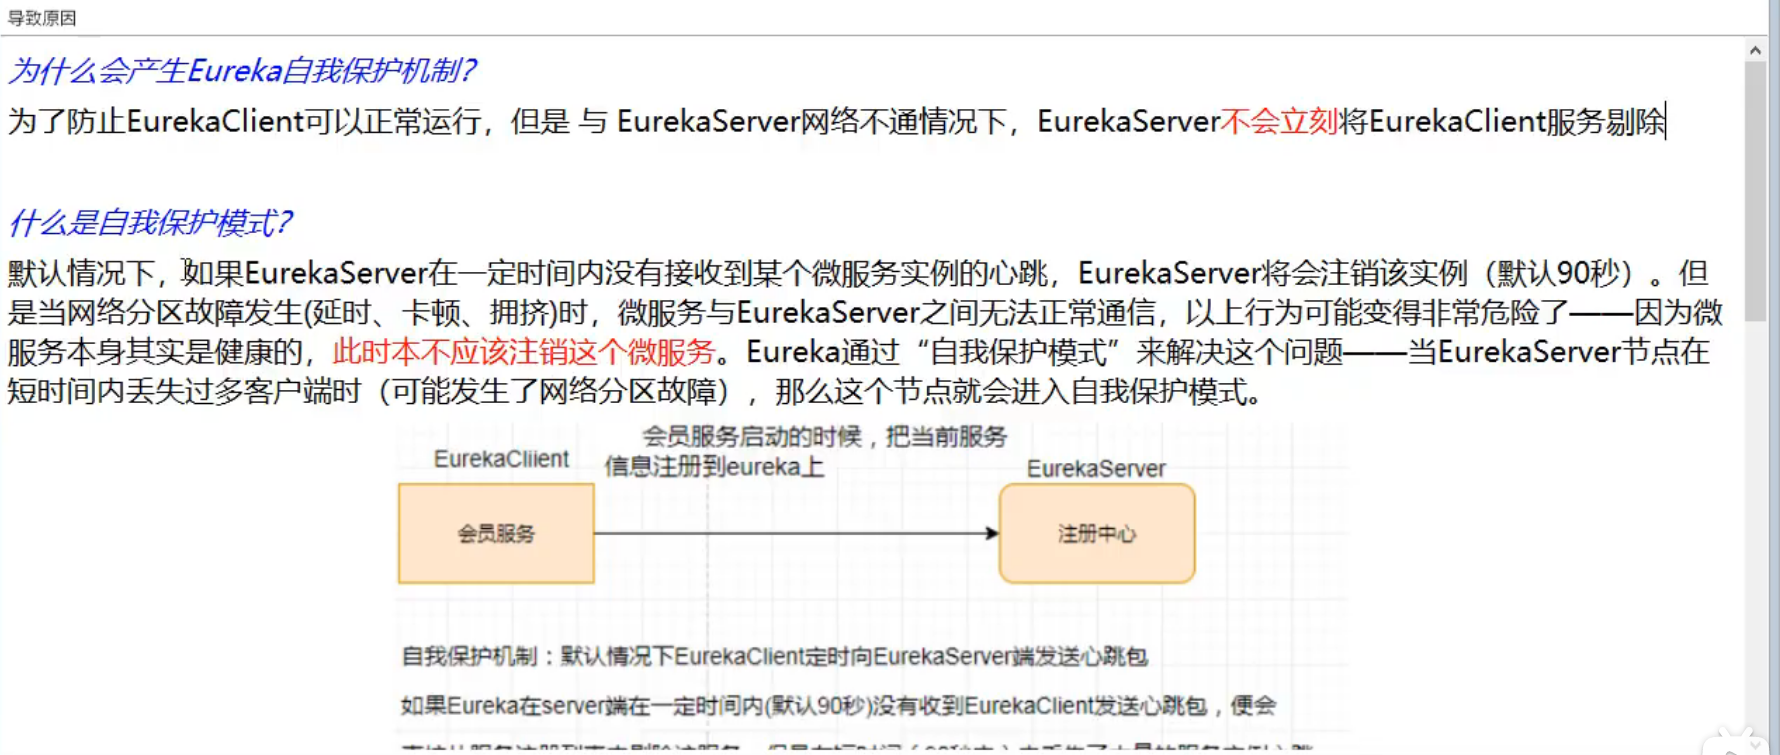 导致原因
为什么会产生Eureka自我保护机制?
为了防止EurekaClient可以正常运行，但是 与 EurekaServer网络不通情况下，EurekaServer不会立刻将EurekaClient服务剔除
什么是自我保护模式?
默认情况下，如果EurekaServer在一定时间内没有接收到某个微服务实例的心跳，EurekaServer将会注销该实例（默认90秒）。但
是当网络分区故障发生(延时、卡顿、拥挤)时，微服务与EurekaServer之间无法正常通信，以上行为可能变得非常危险了——因为微
服务本身其实是健康的，此时本不应该注销这个微服务。Eureka通过“自我保护模式”来解决这个问题——当EurekaServer节点在
短时间内丢失过多客户端时（可能发生了网络分区故障），那么这个节点就会进入自我保护模式。
会员服务启动的时候，把当前服务
信息注册到eureka上
EurekaCliient
EurekaServer
会员服务
注册中心
自我保护机制：默认情况下EurekaClient定时向EurekaServer端发送心跳包
如果Eureka在server端在一定时间内(默认90秒)没有收到EurekaClient发送心跳包，便会